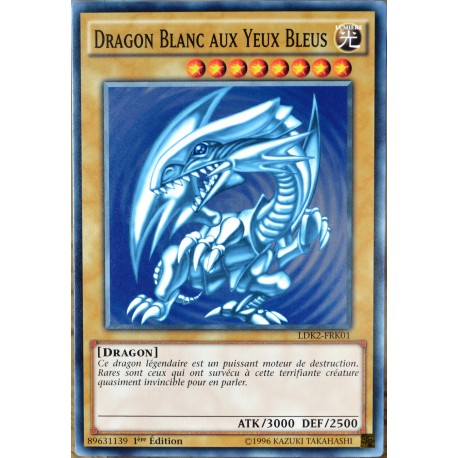 DRAGON BLANC AUX YEUX BLEUS
LUMIÈRE
光
LDK2-FRK01
[DRAGON]
Ce dragon légendaire est un puissant moteur de destruction.
Rares sont ceux qui ont survécu à cette terrifiante créature
quasiment invincible pour en parler.
ATK/3000 DEF/2500
89631139 1ère Édition ©1996 KAZUKI TAKAHASHI